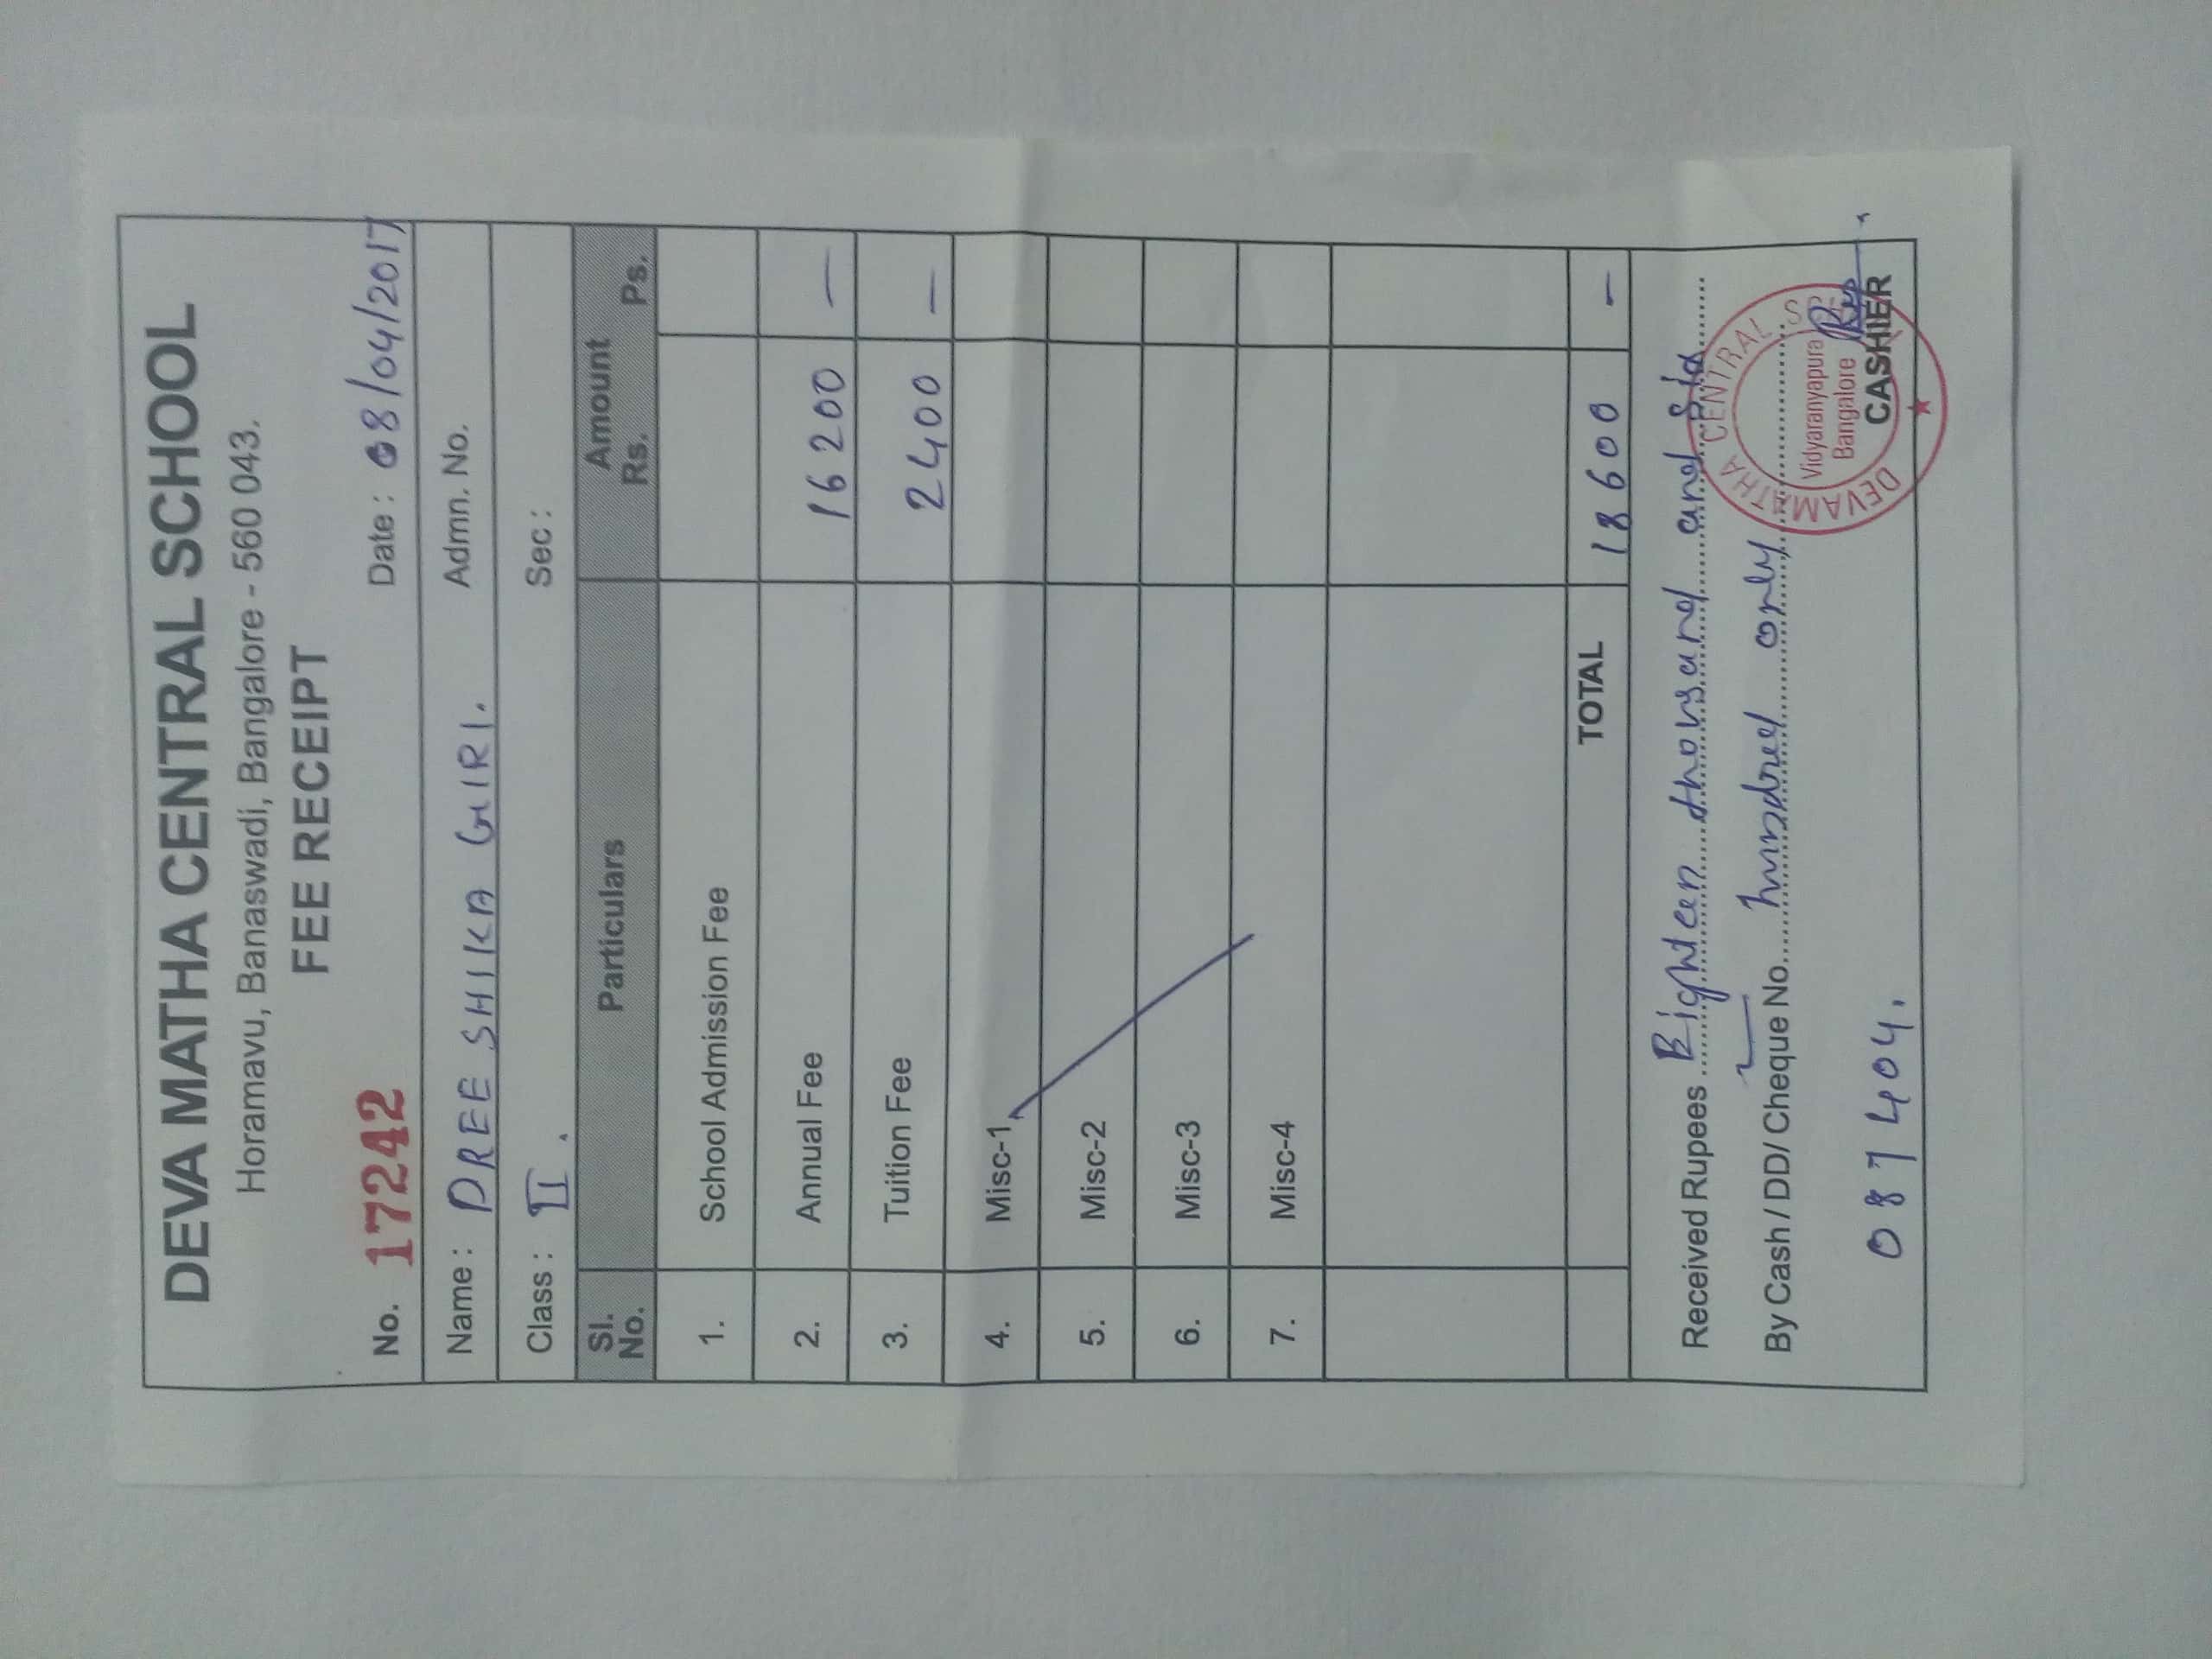 DEVA MATHA CENTRAL SCHOOL
Horamavu, Banaswadi, Bangalore - 560 043.
FEE RECEIPT
No. 17242 Date : 08/04/2017
Name : PREE SHIKA GIRI. Admn. No.
Class : II. Sec :
Sl. No. Particulars Amount Rs. Ps.
1. School Admission Fee
2. Annual Fee 16200 —
3. Tuition Fee 2400 —
4. Misc-1
5. Misc-2
6. Misc-3
7. Misc-4
TOTAL 18600 —
Received Rupees Eighteen thousand and six
By Cash / DD/ Cheque No. hundred only
087404.
DEVAMATHA CENTRAL
Vidyaranyapura
Bangalore
CASHIER